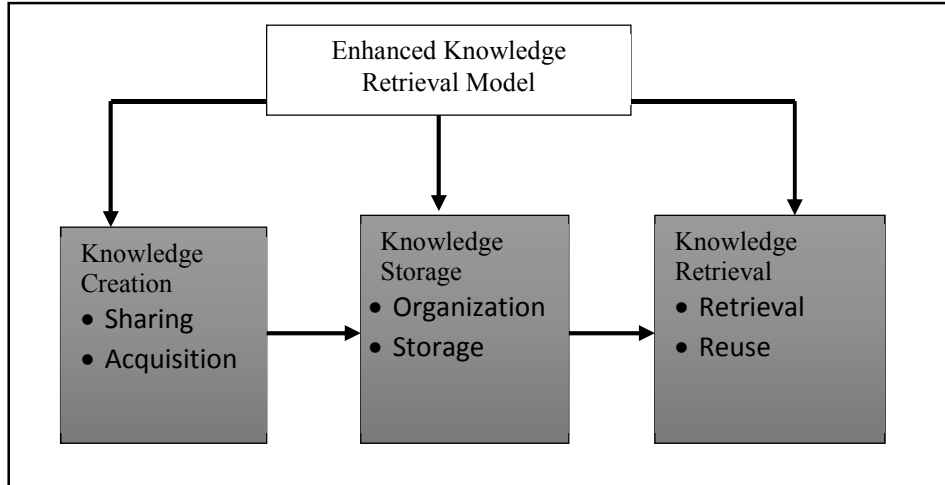 Enhanced Knowledge
Retrieval Model
Knowledge
Creation
• Sharing
• Acquisition
Knowledge
Storage
• Organization
• Storage
Knowledge
Retrieval
• Retrieval
• Reuse